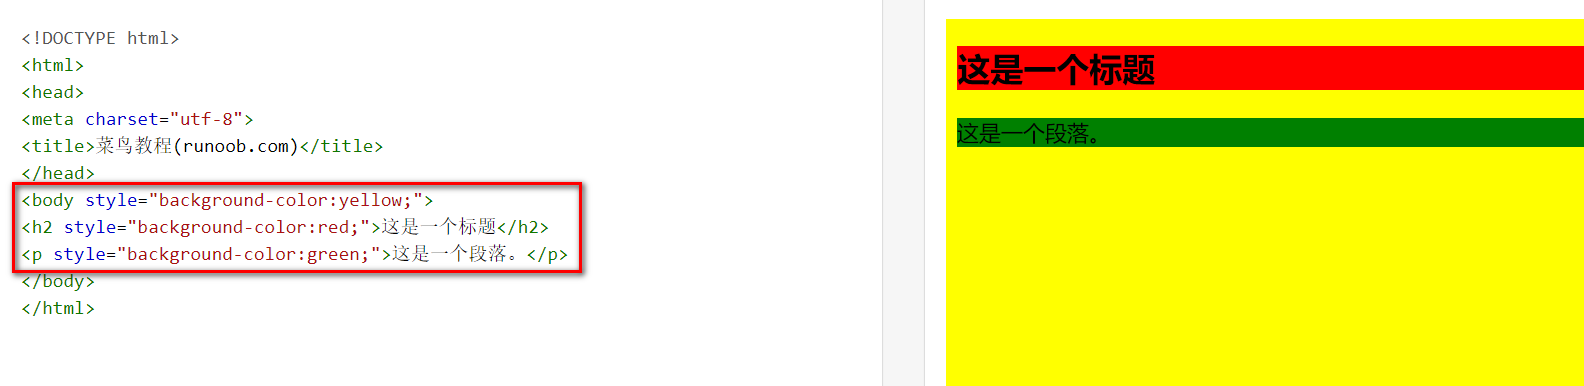 <!DOCTYPE html>
<html>
<head>
<meta charset="utf-8">
<title>菜鸟教程(runoob.com)</title>
</head>
<body style="background-color:yellow;">
<h2 style="background-color:red;">这是一个标题</h2>
<p style="background-color:green;">这是一个段落。</p>
</body>
</html>
这是一个标题
这是一个段落。